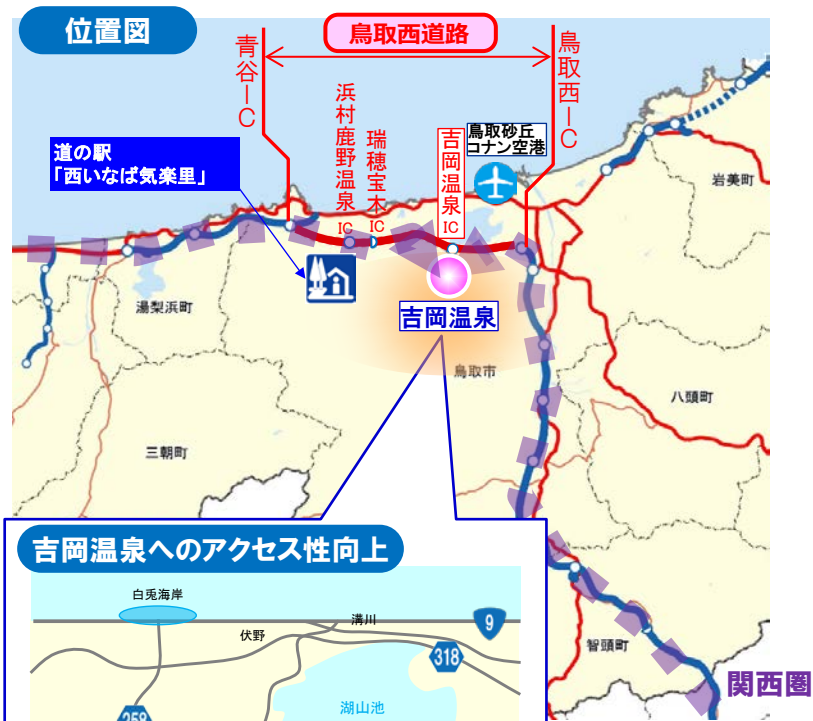 位置図
鳥取西道路
青谷IC
鳥取西IC
浜村鹿野温泉IC
瑞穂宝木IC
吉岡温泉IC
鳥取砂丘
コナン空港
道の駅
「西いなば気楽里」
岩美町
湯梨浜町
吉岡温泉
鳥取市
八頭町
三朝町
吉岡温泉へのアクセス性向上
白兎海岸
伏野
溝川
9
318
258
湖山池
智頭町
関西圏